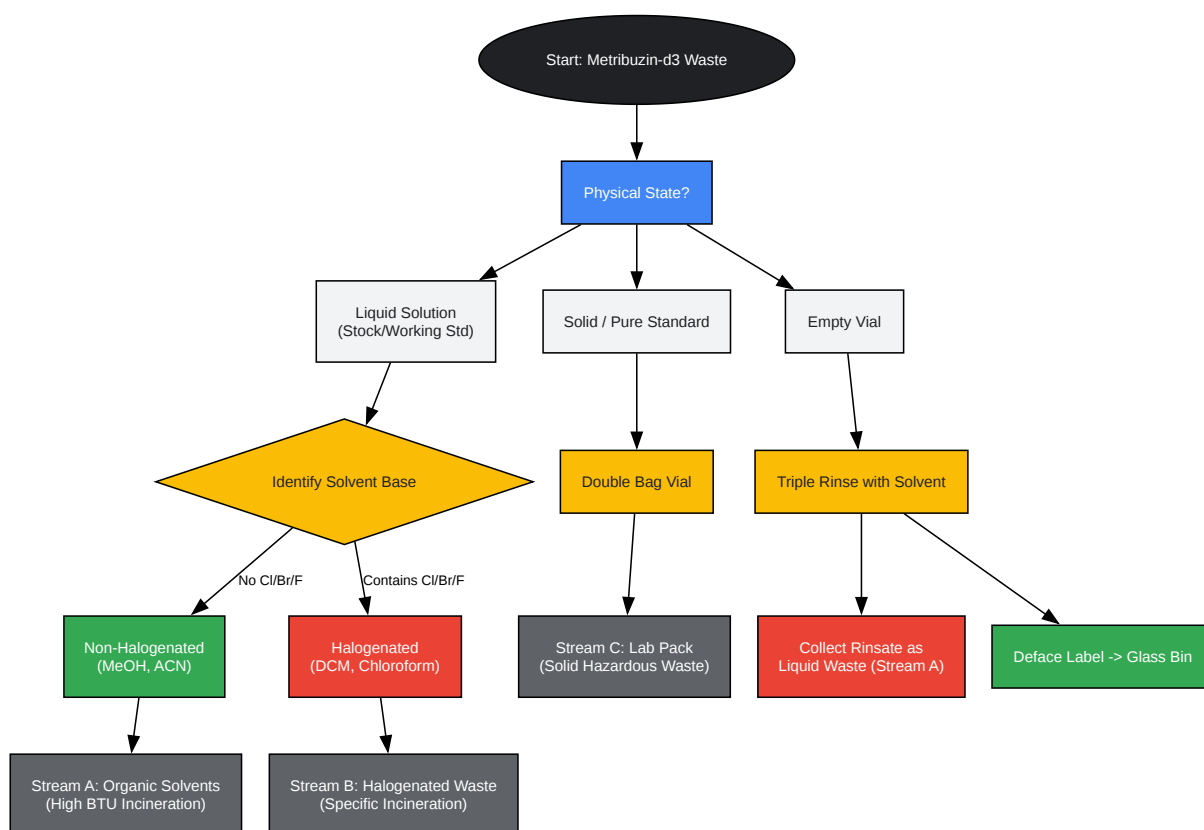 Start: Metribuzin-d3 Waste
Physical State?
Liquid Solution
(Stock/Working Std)
Solid / Pure Standard
Empty Vial
Identify Solvent Base
Double Bag Vial
Triple Rinse with Solvent
No Cl/Br/F
Contains Cl/Br/F
Non-Halogenated
(MeOH, ACN)
Halogenated
(DCM, Chloroform)
Stream C: Lab Pack
(Solid Hazardous Waste)
Collect Rinsate as
Liquid Waste (Stream A)
Deface Label -> Glass Bin
Stream A: Organic Solvents
(High BTU Incineration)
Stream B: Halogenated Waste
(Specific Incineration)